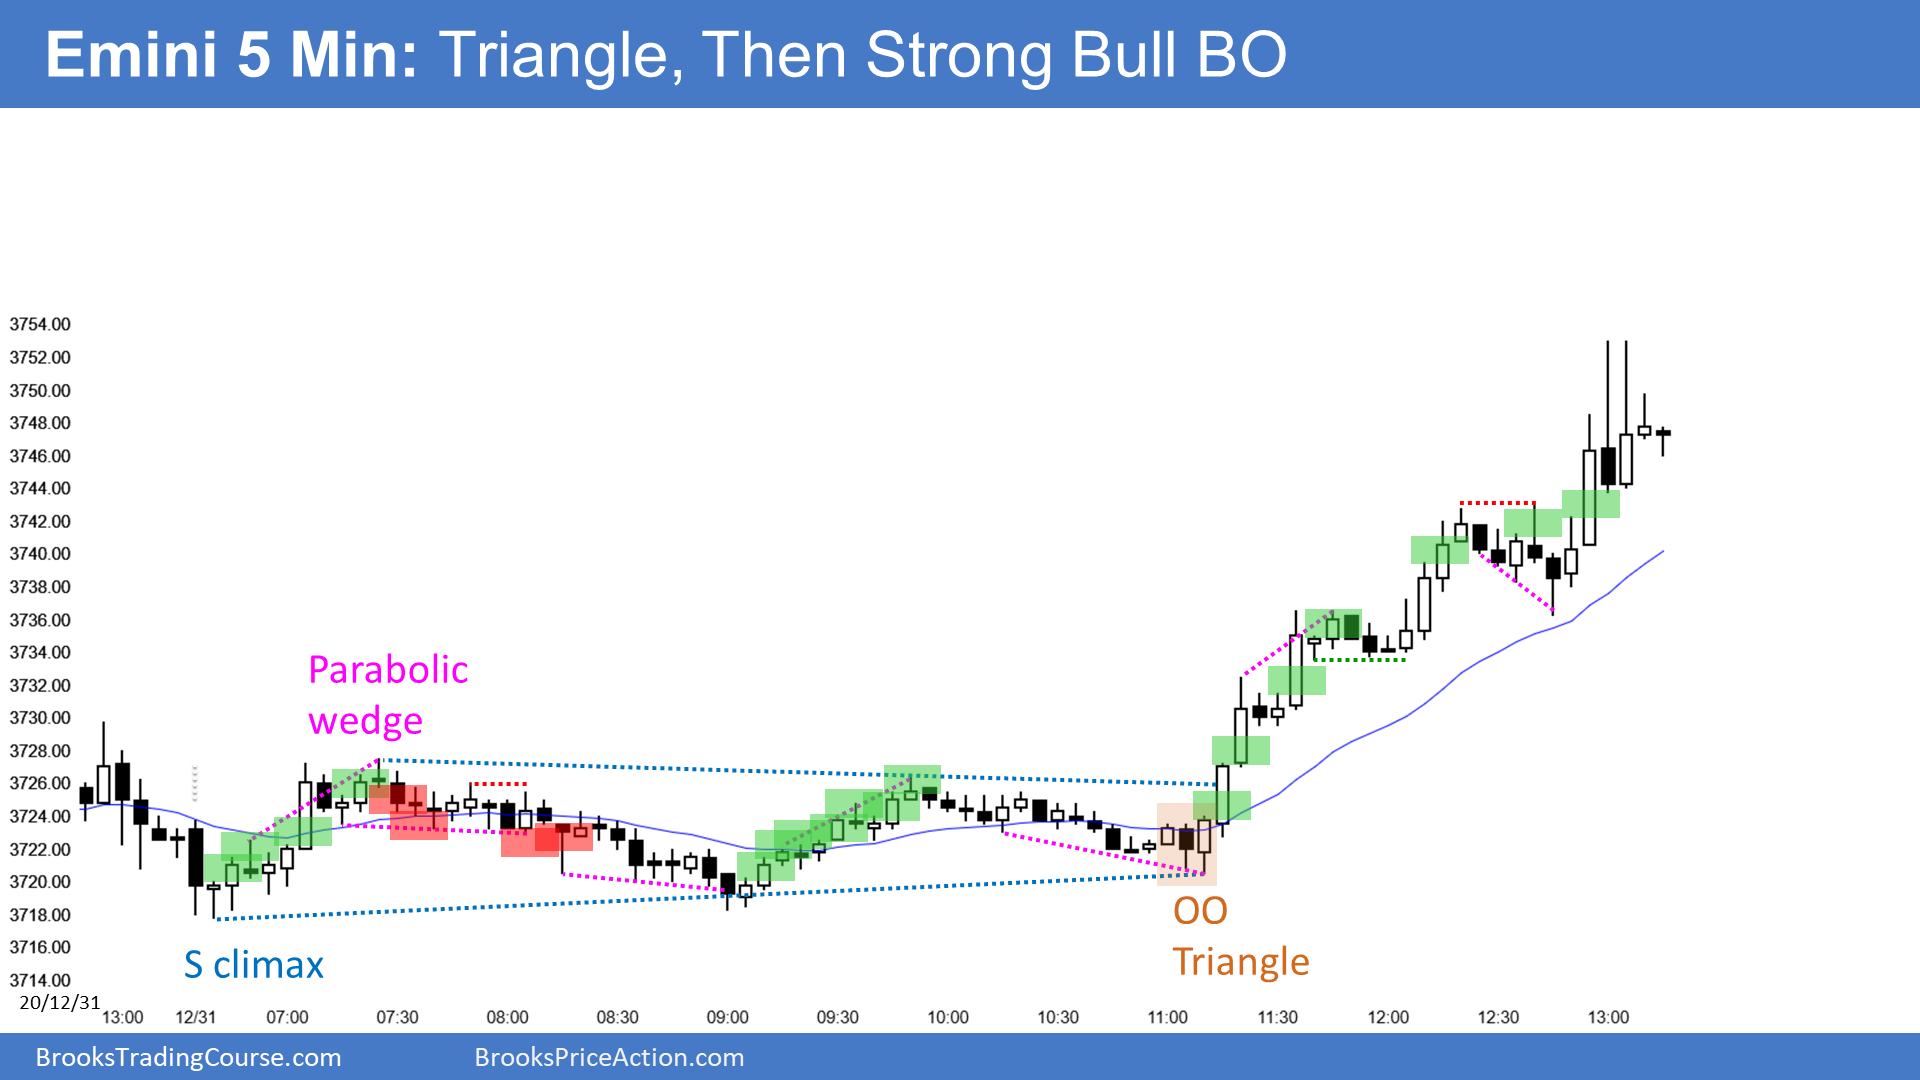 Emini 5 Min: Triangle, Then Strong Bull BO
3754.00
3752.00
3750.00
3748.00
3746.00
3744.00
3742.00
3740.00
3738.00
3736.00
3734.00
3732.00
3730.00
3728.00
3726.00
3724.00
3722.00
3720.00
3718.00
3716.00
3714.00
Parabolic
wedge
S climax
OO
Triangle
20/12/31
13:00 12/31 07:00 07:30 08:00 08:30 09:00 09:30 10:00 10:30 11:00 11:30 12:00 12:30 13:00
BrooksTradingCourse.com BrooksPriceAction.com